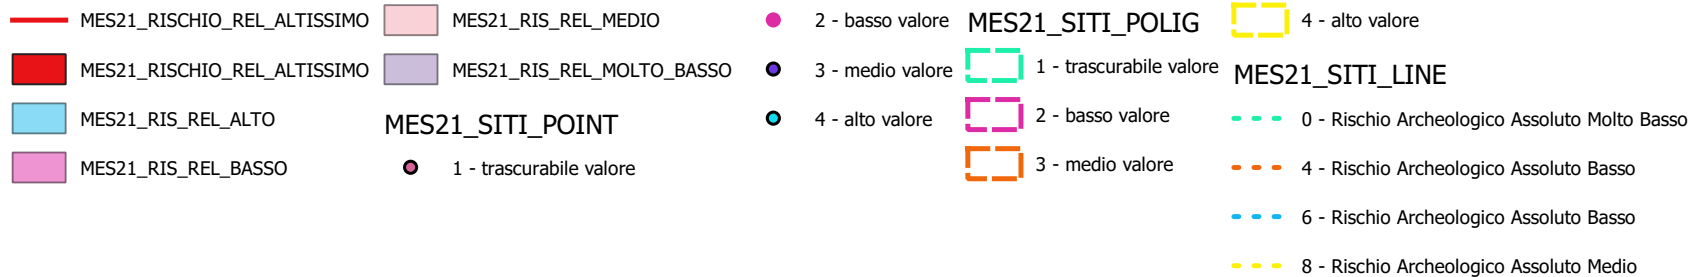 MES21_RISCHIO_REL_ALTISSIMO
MES21_RISCHIO_REL_ALTISSIMO
MES21_RIS_REL_ALTO
MES21_RIS_REL_BASSO
MES21_RIS_REL_MEDIO
MES21_RIS_REL_MOLTO_BASSO
MES21_SITI_POINT
1 - trascurabile valore
2 - basso valore
3 - medio valore
4 - alto valore
MES21_SITI_POLIG
1 - trascurabile valore
2 - basso valore
3 - medio valore
4 - alto valore
MES21_SITI_LINE
0 - Rischio Archeologico Assoluto Molto Basso
4 - Rischio Archeologico Assoluto Basso
6 - Rischio Archeologico Assoluto Basso
8 - Rischio Archeologico Assoluto Medio